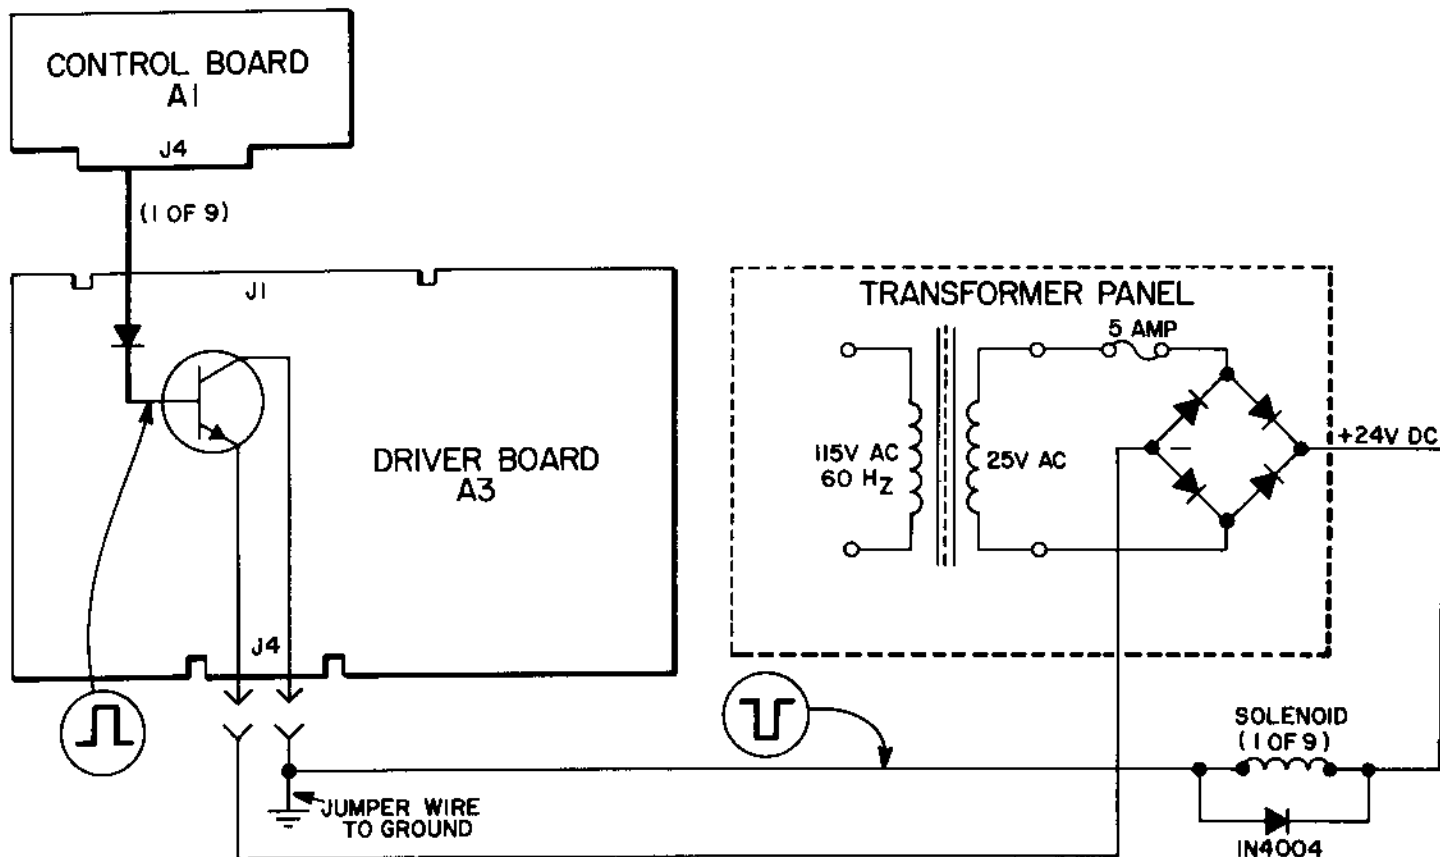 CONTROL BOARD
A1
J4
(1 OF 9)
J1
DRIVER BOARD
A3
J4
JUMPER WIRE
TO GROUND
TRANSFORMER PANEL
5 AMP
115V AC
60 HZ
25V AC
+24V DC
SOLENOID
(1 OF 9)
IN4004